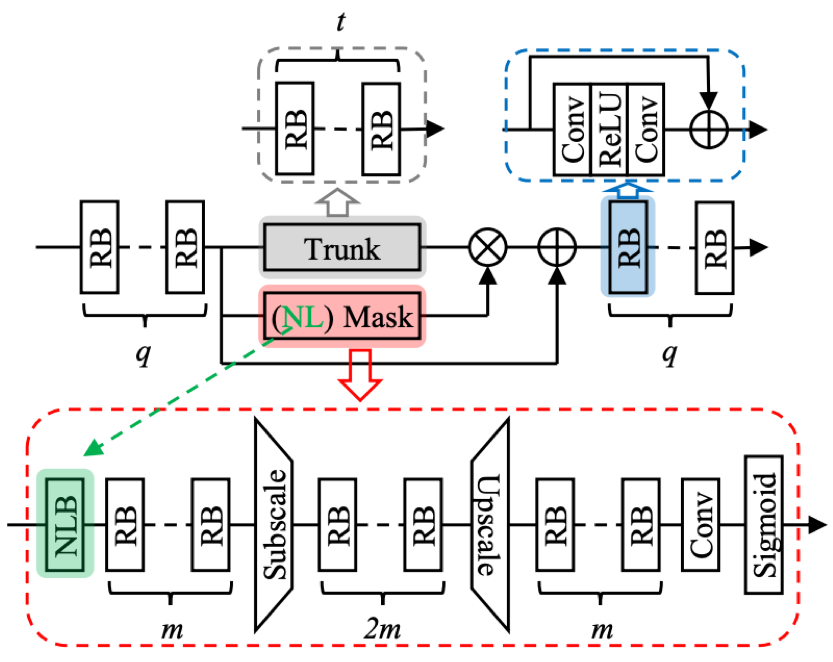 t
RB
RB
Conv
ReLU
Conv
RB
RB
Trunk
RB
RB
(NL) Mask
q
q
NLB
RB
RB
Subscale
RB
RB
Upscale
RB
RB
Conv
Sigmoid
m
2m
m